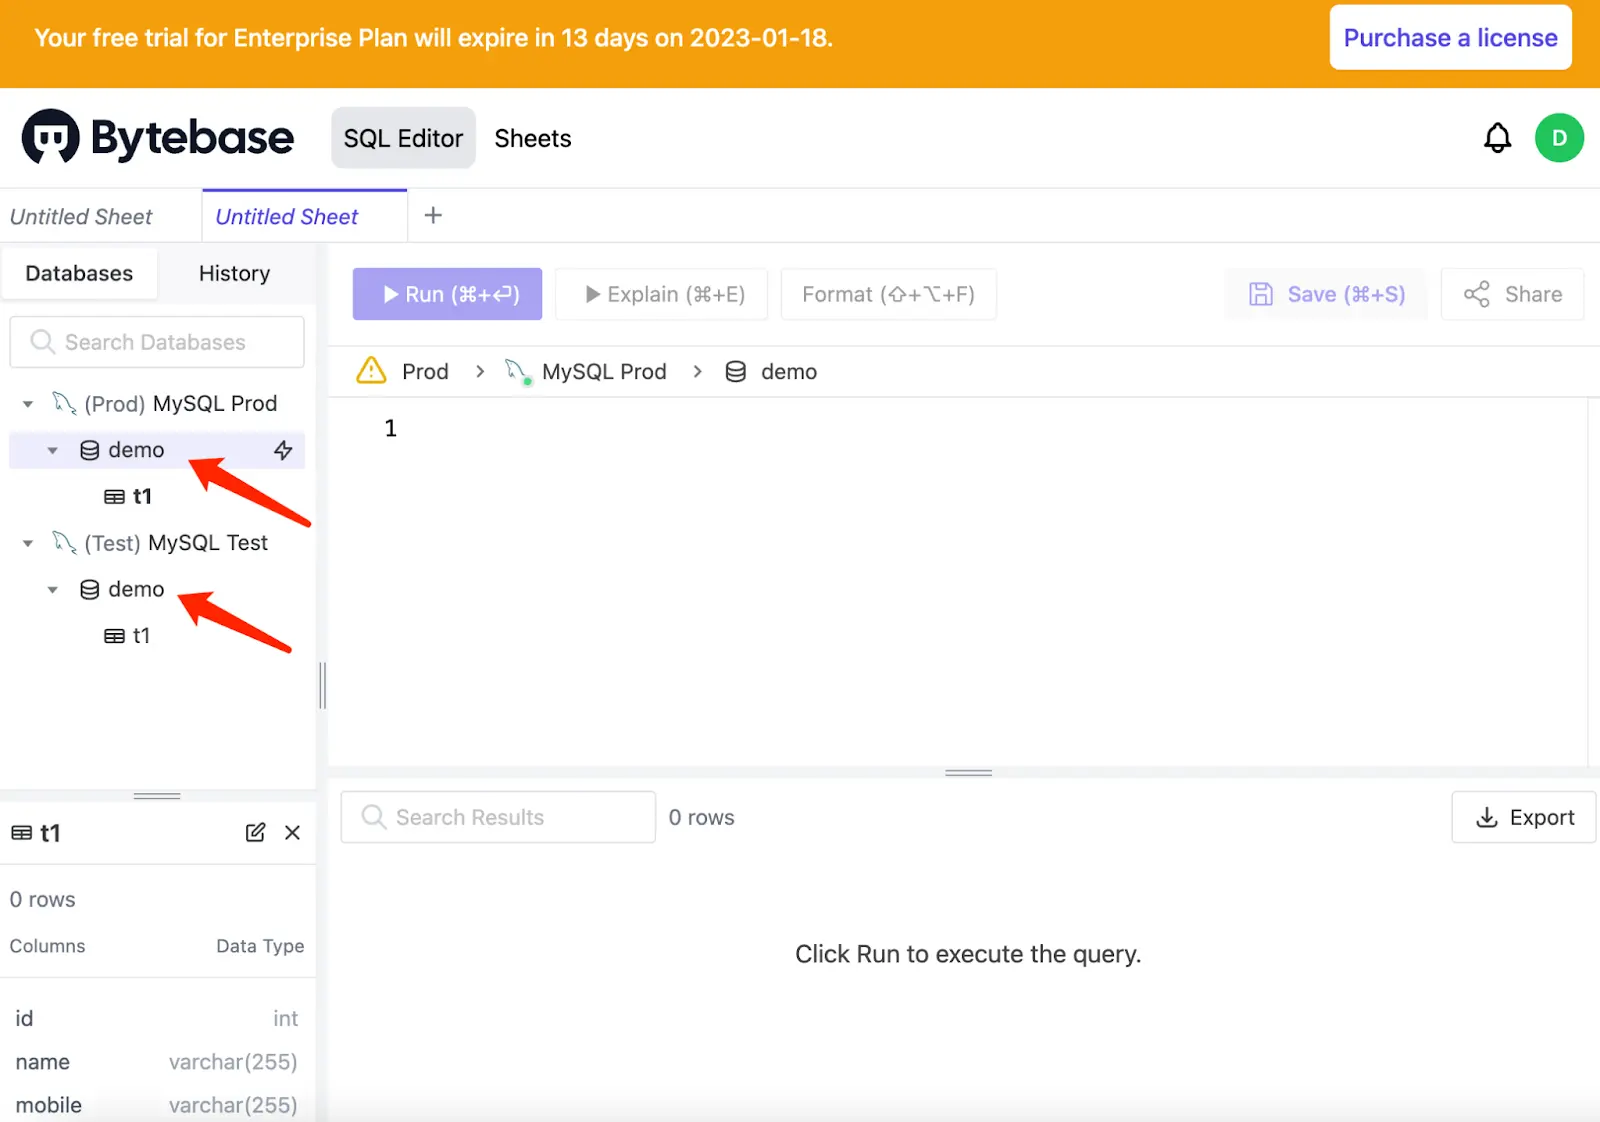 Your free trial for Enterprise Plan will expire in 13 days on 2023-01-18.
Purchase a license
Bytebase
SQL Editor
Sheets
D
Untitled Sheet
Untitled Sheet
+
Databases
History
Run (⌘+↩)
Explain (⌘+E)
Format (⇧+⌥+F)
Save (⌘+S)
Share
Search Databases
Prod > MySQL Prod > demo
(Prod) MySQL Prod
demo
t1
(Test) MySQL Test
demo
t1
1
t1
0 rows
Columns Data Type
id int
name varchar(255)
mobile varchar(255)
Search Results
0 rows
Export
Click Run to execute the query.